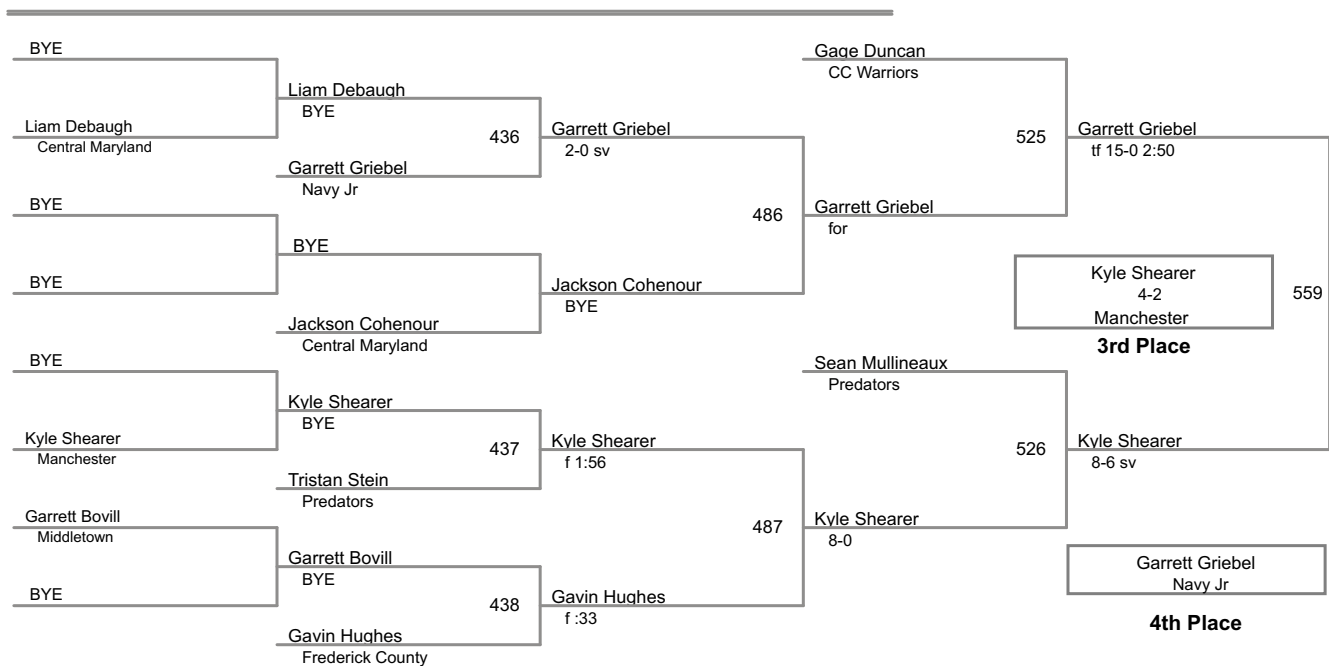 BYE
Liam Debaugh
Central Maryland
BYE
BYE
BYE
Kyle Shearer
Manchester
Garrett Bovill
Middletown
BYE
Liam Debaugh
BYE
Garrett Griebel
Navy Jr
BYE
Jackson Cohenour
Central Maryland
Kyle Shearer
BYE
Tristan Stein
Predators
Garrett Bovill
BYE
Gavin Hughes
Frederick County
436
437
438
Garrett Griebel
2-0 sv
Jackson Cohenour
BYE
Kyle Shearer
f 1:56
Gavin Hughes
f :33
486
487
Gage Duncan
CC Warriors
Garrett Griebel
for
Sean Mullineaux
Predators
Kyle Shearer
8-0
525
526
Garrett Griebel
tf 15-0 2:50
Kyle Shearer
8-6 sv
559
Kyle Shearer
4-2
Manchester
3rd Place
Garrett Griebel
Navy Jr
4th Place